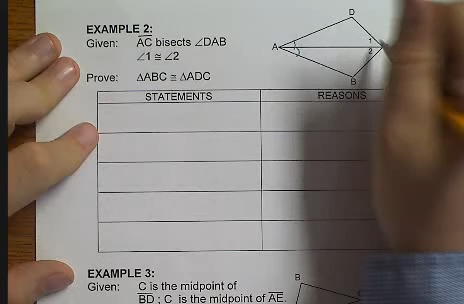 EXAMPLE 2:
Given: AC bisects ∠DAB
∠1 ≅ ∠2
Prove: ΔABC ≅ ΔADC
D
A
1
2
B
STATEMENTS REASONS
EXAMPLE 3:
Given: C is the midpoint of
BD ; C is the midpoint of AE.
B